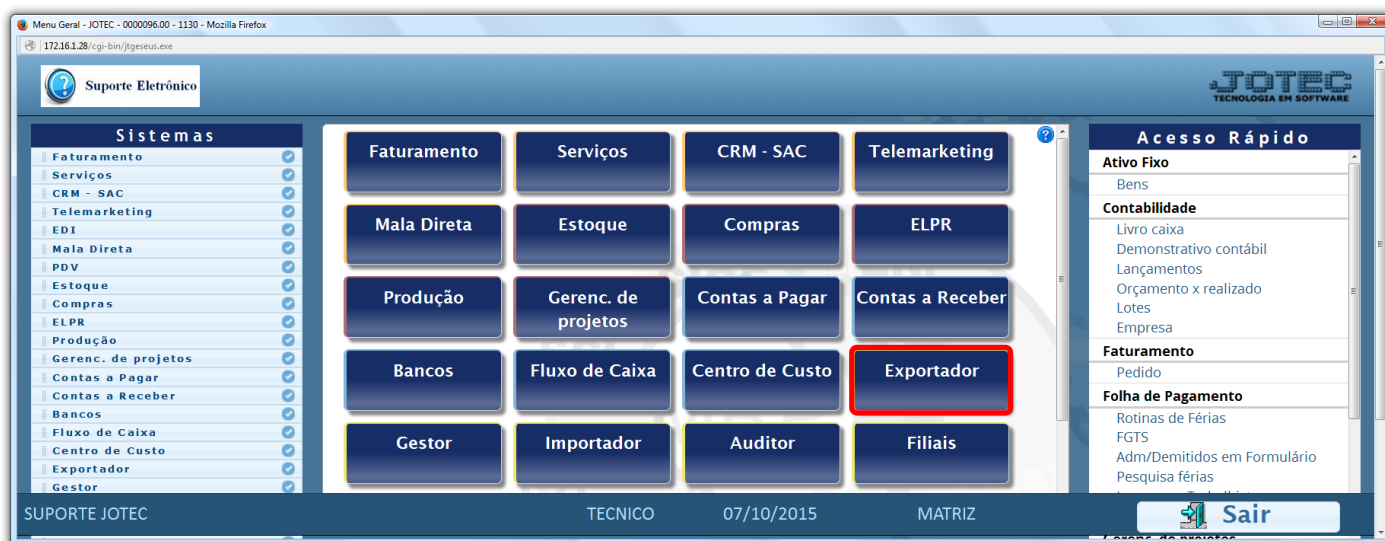 Menu Geral - JOTEC - 0000096.00 - 1130 - Mozilla Firefox
172.16.1.28/cgi-bin/jtgeseus.exe
Suporte Eletrônico
JOTEC
TECNOLOGIA EM SOFTWARE
Sistemas
Faturamento
Serviços
CRM - SAC
Telemarketing
EDI
Mala Direta
PDV
Estoque
Compras
ELPR
Produção
Gerenc. de projetos
Contas a Pagar
Contas a Receber
Bancos
Fluxo de Caixa
Centro de Custo
Exportador
Gestor
Faturamento
Serviços
CRM - SAC
Telemarketing
Mala Direta
Estoque
Compras
ELPR
Produção
Gerenc. de
projetos
Contas a Pagar
Contas a Receber
Bancos
Fluxo de Caixa
Centro de Custo
Exportador
Gestor
Importador
Auditor
Filiais
Acesso Rápido
Ativo Fixo
Bens
Contabilidade
Livro caixa
Demonstrativo contábil
Lançamentos
Orçamento x realizado
Lotes
Empresa
Faturamento
Pedido
Folha de Pagamento
Rotinas de Férias
FGTS
Adm/Demitidos em Formulário
Pesquisa férias
SUPORTE JOTEC
TECNICO
07/10/2015
MATRIZ
Sair
Gerenc. de projetos